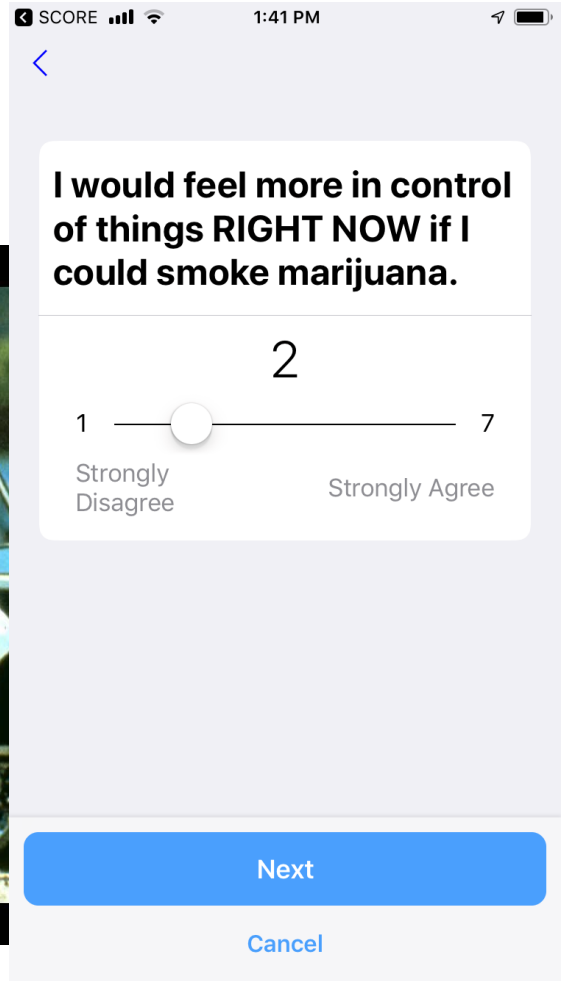 SCORE 1:41 PM
I would feel more in control
of things RIGHT NOW if I
could smoke marijuana.
2
1 7
Strongly
Disagree
Strongly Agree
Next
Cancel